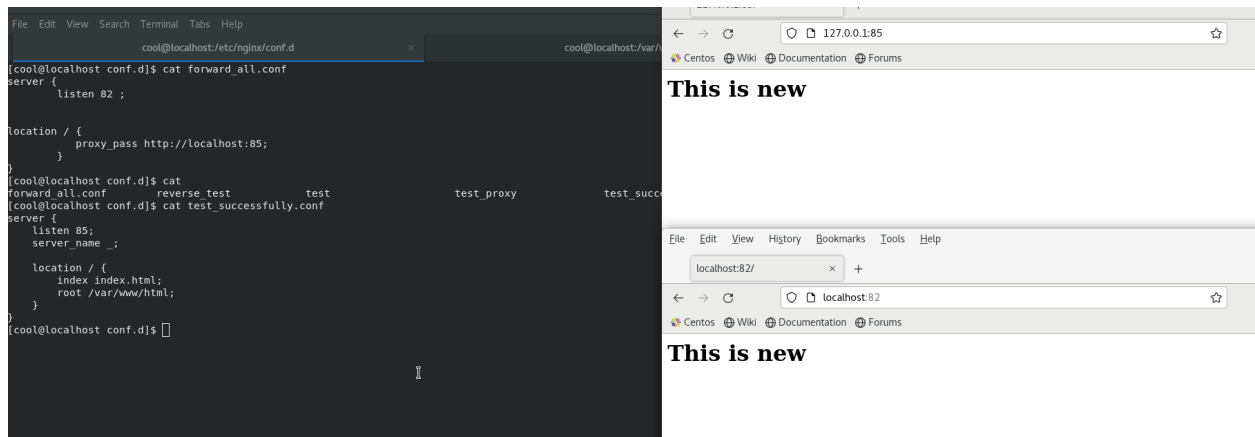 File Edit View Search Terminal Tabs Help
cool@localhost:/etc/nginx/conf.d × cool@localhost:/var/
[cool@localhost conf.d]$ cat forward_all.conf
server {
listen 82 ;
location / {
proxy_pass http://localhost:85;
}
}
[cool@localhost conf.d]$ cat
forward_all.conf reverse_test test test_proxy test_succe
[cool@localhost conf.d]$ cat test_successfully.conf
server {
listen 85;
server_name _;
location / {
index index.html;
root /var/www/html;
}
}
[cool@localhost conf.d]$
127.0.0.1:85
Centos Wiki Documentation Forums
This is new
File Edit View History Bookmarks Tools Help
localhost:82/ × +
localhost:82
Centos Wiki Documentation Forums
This is new